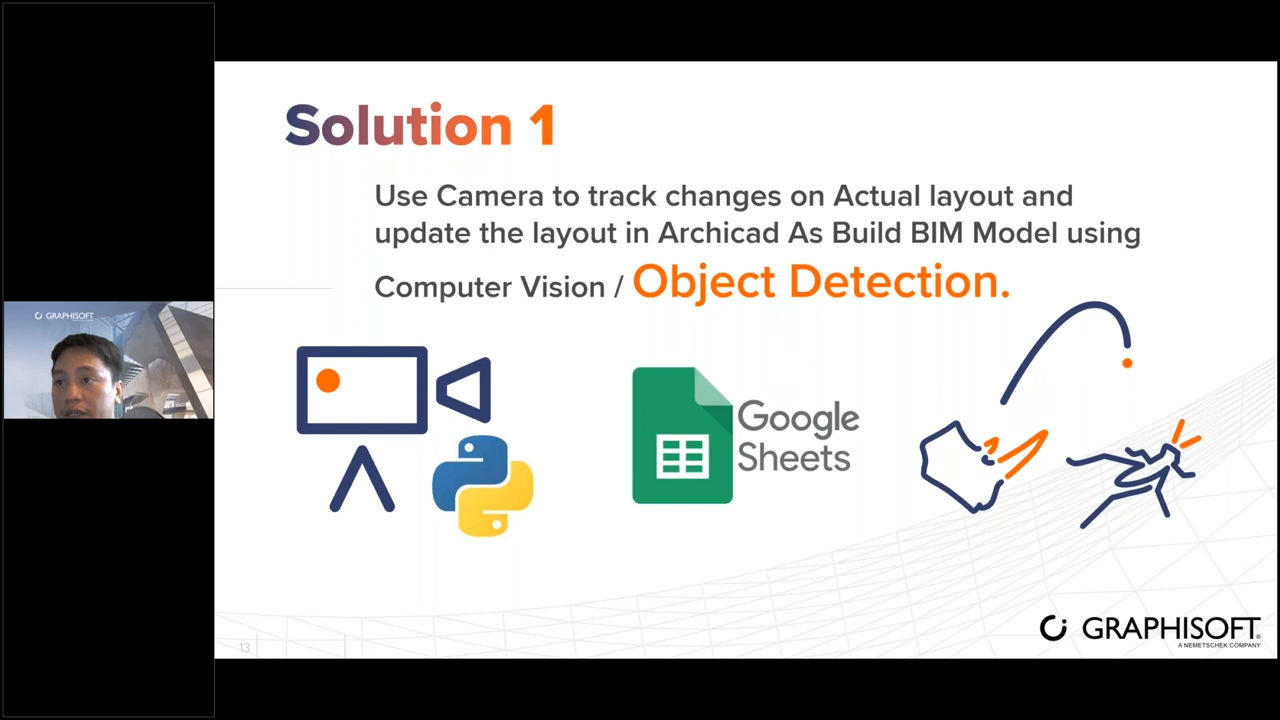 Solution 1
Use Camera to track changes on Actual layout and
update the layout in Archicad As Build BIM Model using
Computer Vision / Object Detection.
GRAPHISOFT
Google
Sheets
13
GRAPHISOFT
A NEMETSCHEK COMPANY